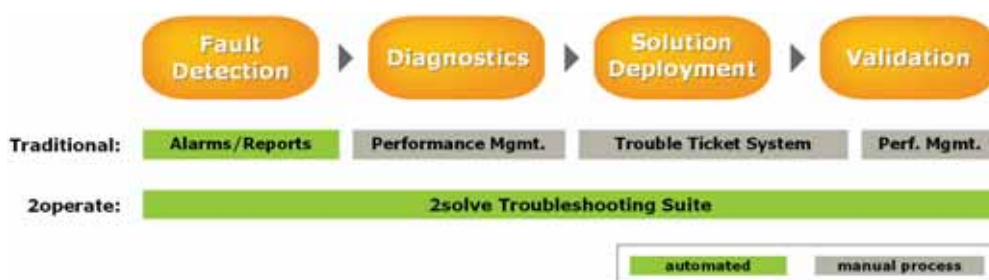 Fault Detection
Diagnostics
Solution Deployment
Validation
Traditional: Alarms/Reports Performance Mgmt. Trouble Ticket System Perf. Mgmt.
2operate: 2solve Troubleshooting Suite
automated manual process